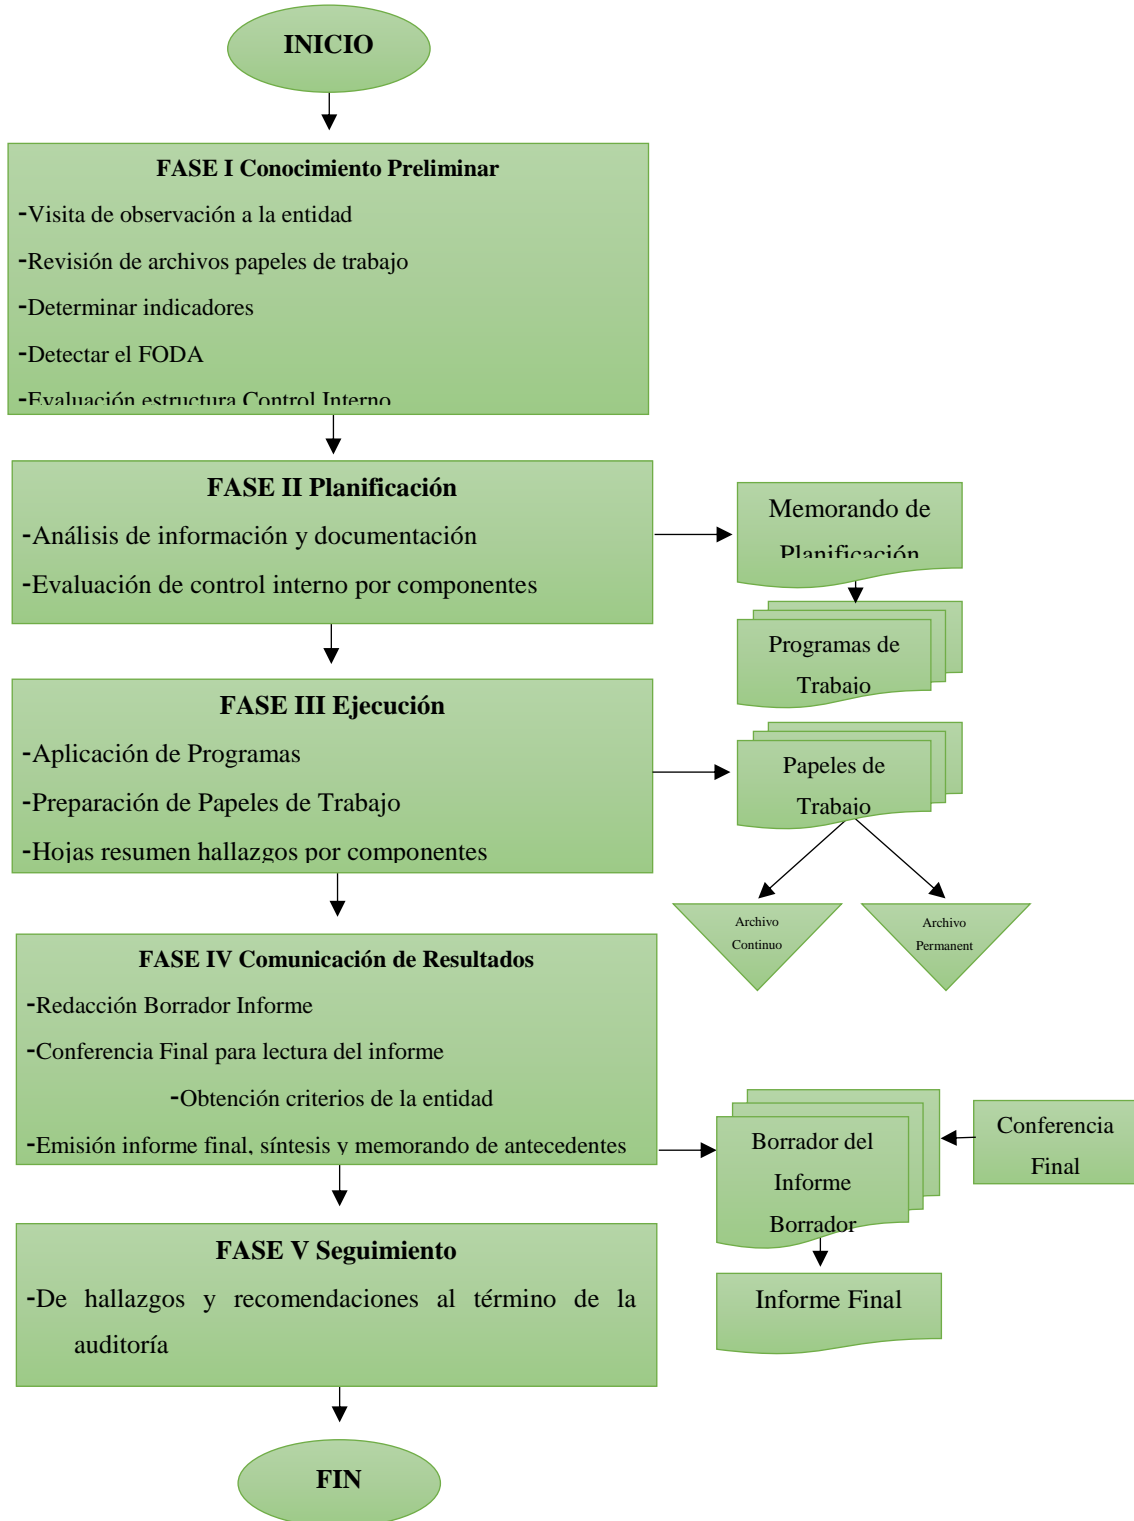 INICIO
FASE I Conocimiento Preliminar
-Visita de observación a la entidad
-Revisión de archivos papeles de trabajo
-Determinar indicadores
-Detectar el FODA
-Evaluación estructura Control Interno
FASE II Planificación
-Análisis de información y documentación
-Evaluación de control interno por componentes
Memorando de
Planificación
Programas de
Trabajo
FASE III Ejecución
-Aplicación de Programas
-Preparación de Papeles de Trabajo
-Hojas resumen hallazgos por componentes
Papeles de
Trabajo
Archivo
Continuo
Archivo
Permanent
FASE IV Comunicación de Resultados
-Redacción Borrador Informe
-Conferencia Final para lectura del informe
-Obtención criterios de la entidad
-Emisión informe final, síntesis y memorando de antecedentes
Borrador del
Informe
Borrador
Conferencia
Final
Informe Final
FASE V Seguimiento
-De hallazgos y recomendaciones al término de la
auditoría
FIN